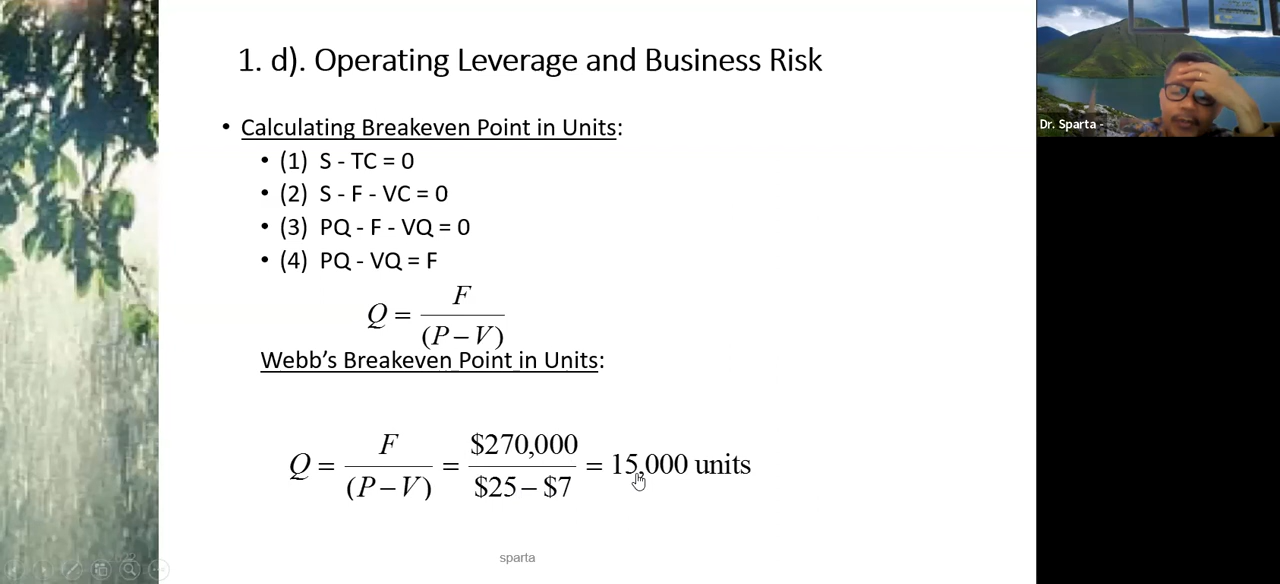 1. d). Operating Leverage and Business Risk
• Calculating Breakeven Point in Units:
• (1) S - TC = 0
• (2) S - F - VC = 0
• (3) PQ - F - VQ = 0
• (4) PQ - VQ = F
Q = F / (P – V)
Webb's Breakeven Point in Units:
Q = F / (P – V) = $270,000 / $25 – $7 = 15,000 units
sparta
Dr. Sparta -